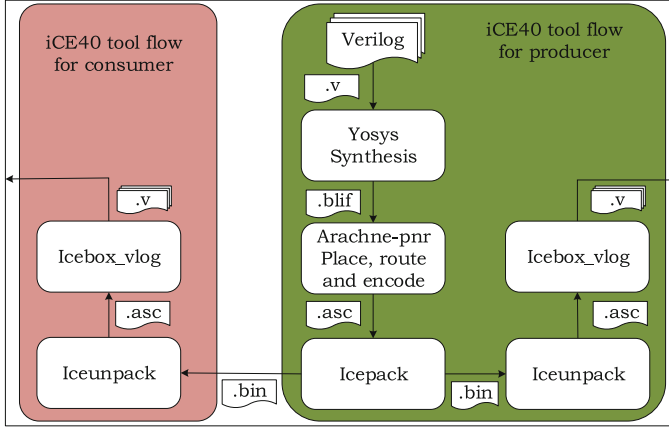 iCE40 tool flow
for consumer
.v
Icebox_vlog
.asc
Iceunpack
.bin
iCE40 tool flow
for producer
Verilog
.v
Yosys
Synthesis
.blif
Arachne-pnr
Place, route
and encode
.asc
Icepack
.bin
.v
Icebox_vlog
.asc
Iceunpack